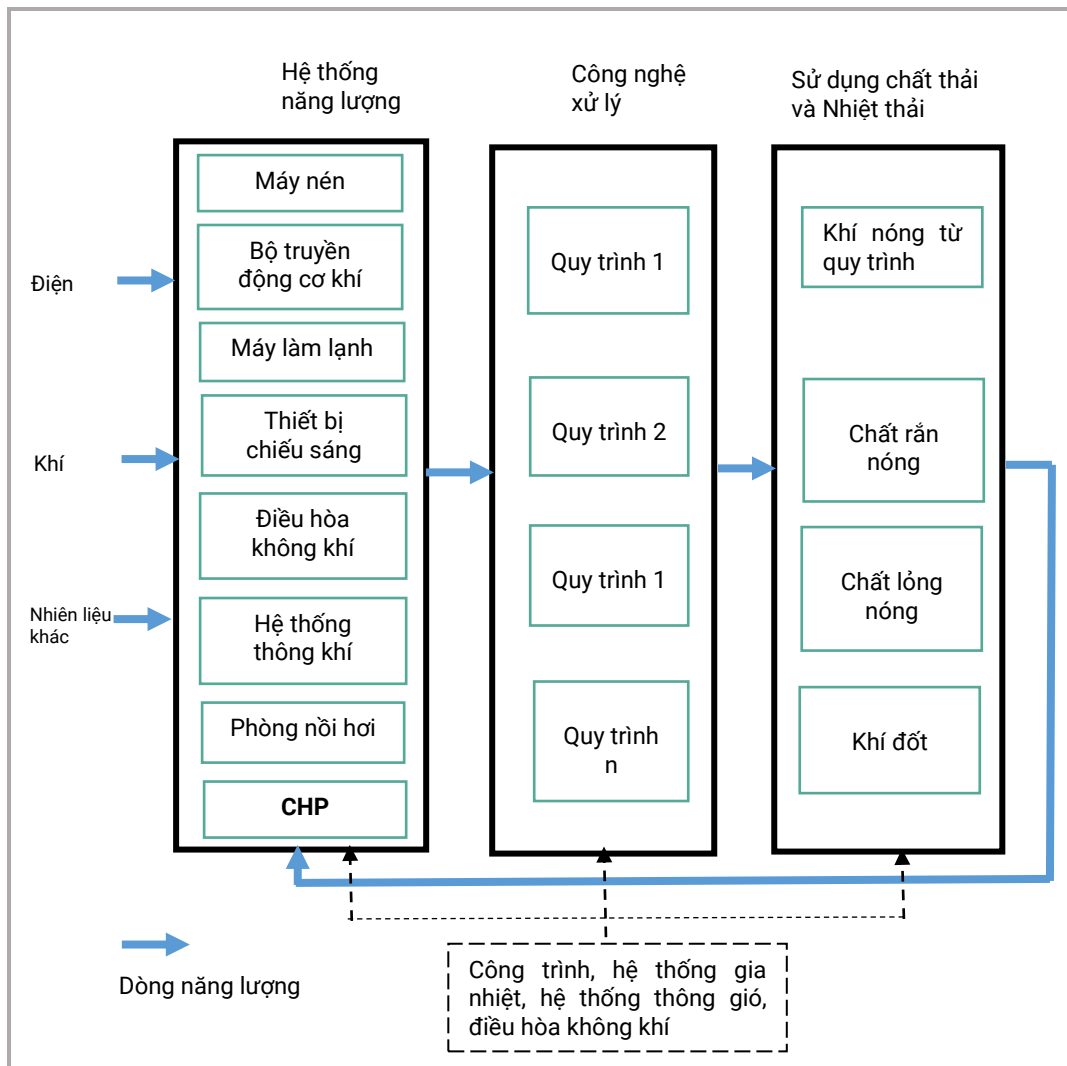 Hệ thống
năng lượng
Công nghệ
xử lý
Sử dụng chất thải
và Nhiệt thải
Điện
Khí
Nhiên liệu
khác
Máy nén
Bộ truyền
động cơ khí
Máy làm lạnh
Thiết bị
chiếu sáng
Điều hòa
không khí
Hệ thống
thông khí
Phòng nồi hơi
CHP
Quy trình 1
Quy trình 2
Quy trình 1
Quy trình
n
Khí nóng từ
quy trình
Chất rắn
nóng
Chất lỏng
nóng
Khí đốt
Dòng năng lượng
Công trình, hệ thống gia
nhiệt, hệ thống thông gió,
điều hòa không khí